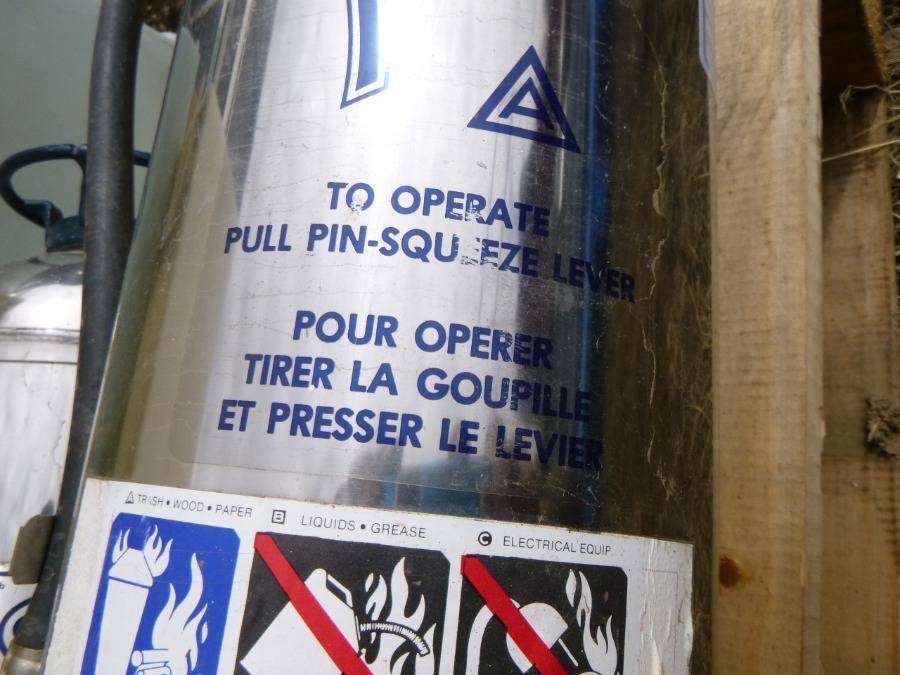 A
TO OPERATE
PULL PIN-SQUEEZE LEVER
POUR OPERER
TIRER LA GOUPILLE
ET PRESSER LE LEVIER
A TRASH • WOOD • PAPER
B LIQUIDS • GREASE
C ELECTRICAL EQUIP.